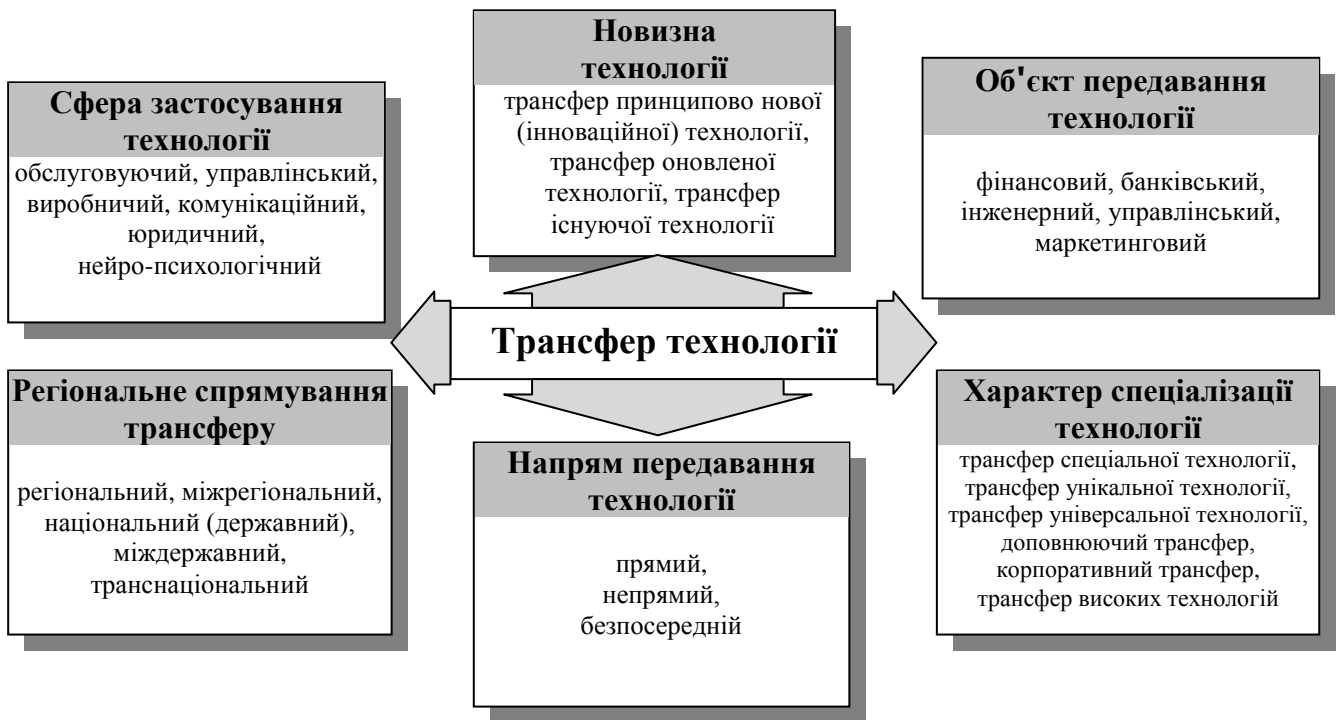 Новизна
технології
трансфер принципово нової
(інноваційної) технології,
трансфер оновленої
технології, трансфер
існуючої технології
Сфера застосування
технології
обслуговуючий, управлінський,
виробничий, комунікаційний,
юридичний,
нейро-психологічний
Об'єкт передавання
технології
фінансовий, банківський,
інженерний, управлінський,
маркетинговий
Трансфер технології
Регіональне спрямування
трансферу
регіональний, міжрегіональний,
національний (державний),
міждержавний,
транснаціональний
Напрям передавання
технології
прямий,
непрямий,
безпосередній
Характер спеціалізації
технології
трансфер спеціальної технології,
трансфер унікальної технології,
трансфер універсальної технології,
доповнюючий трансфер,
корпоративний трансфер,
трансфер високих технологій